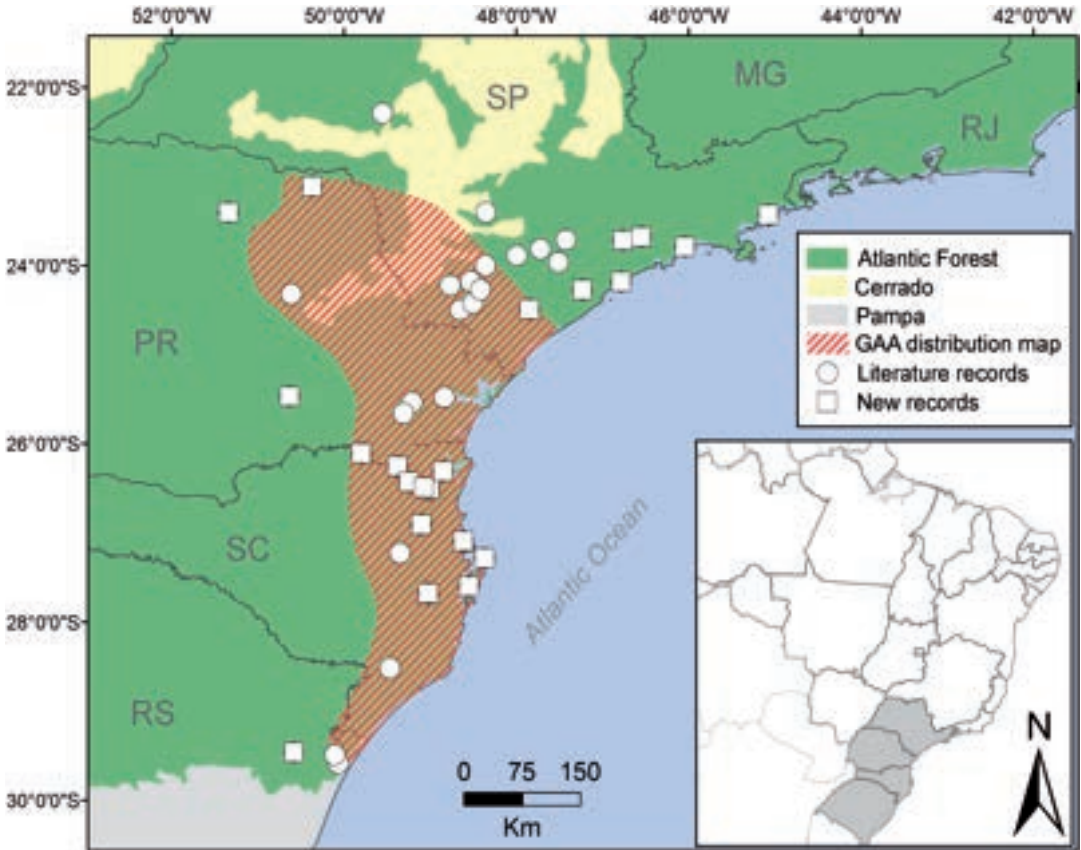 52°0'0"W 50°0'0"W 48°0'0"W 46°0'0"W 44°0'0"W 42°0'0"W
22°0'0"S
24°0'0"S
26°0'0"S
28°0'0"S
30°0'0"S
MG
SP
RJ
PR
SC
RS
Atlantic Ocean
Atlantic Forest
Cerrado
Pampa
GAA distribution map
Literature records
New records
0 75 150
Km
N